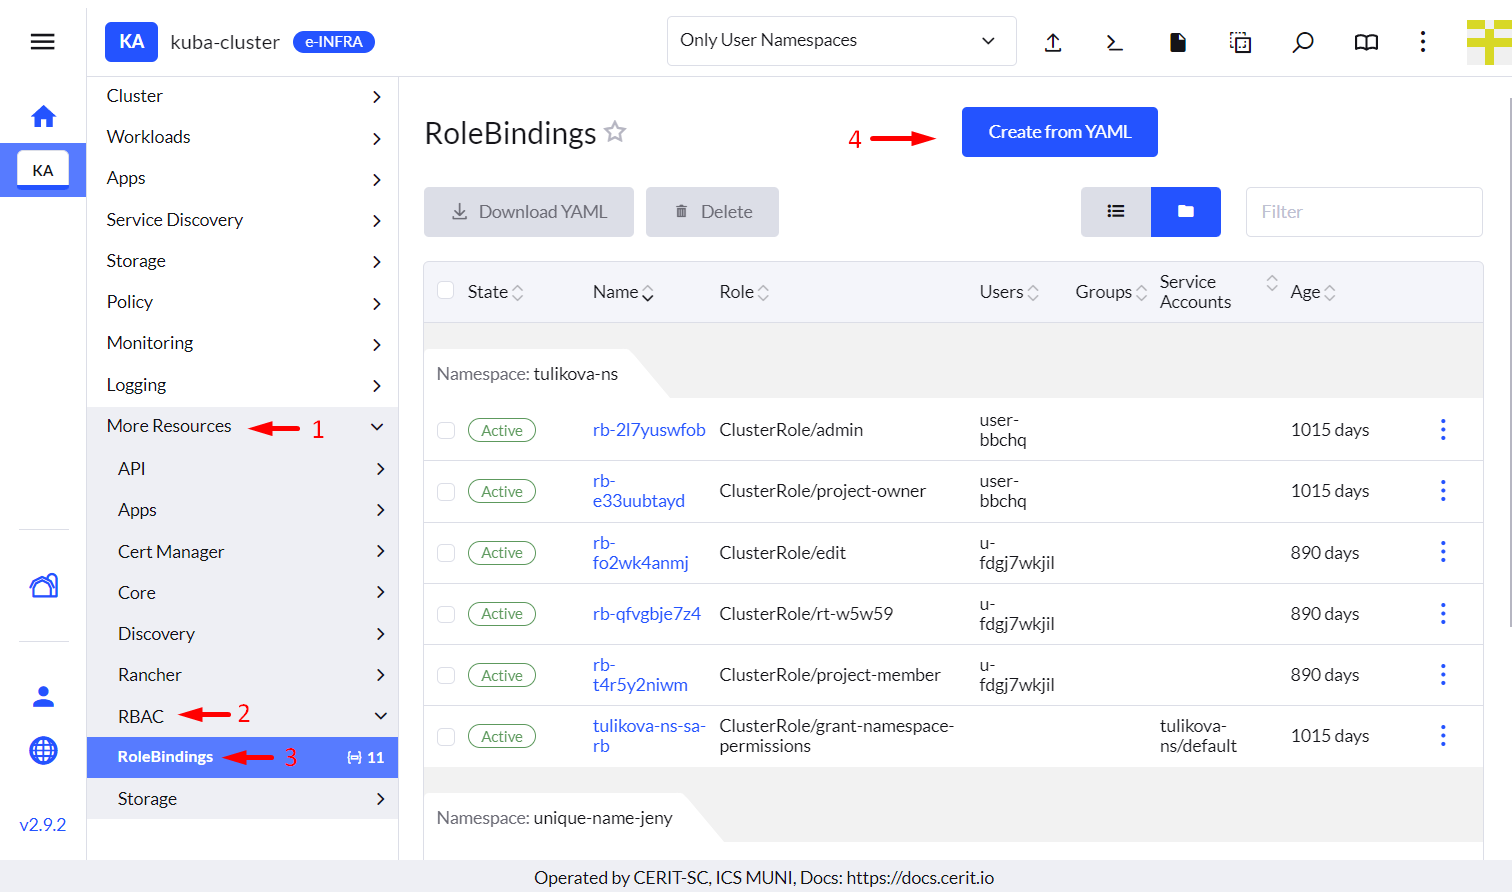 KA kuba-cluster e-INFRA Only User Namespaces
KA
v2.9.2
Cluster
Workloads
Apps
Service Discovery
Storage
Policy
Monitoring
Logging
More Resources 1
API
Apps
Cert Manager
Core
Discovery
Rancher
RBAC 2
RoleBindings 3 11
Storage
RoleBindings 4 Create from YAML
Download YAML Delete Filter
State Name Role Users Groups Service Accounts Age
Namespace: tulikova-ns
Active rb-2l7yuswfob ClusterRole/admin user-bbchq 1015 days
Active rb-e33uubtayd ClusterRole/project-owner user-bbchq 1015 days
Active rb-fo2wk4anmj ClusterRole/edit u-fdgj7wkjil 890 days
Active rb-qfvgbje7z4 ClusterRole/rt-w5w59 u-fdgj7wkjil 890 days
Active rb-t4r5y2niwm ClusterRole/project-member u-fdgj7wkjil 890 days
Active tulikova-ns-sa-rb ClusterRole/grant-namespace-permissions tulikova-ns/default 1015 days
Namespace: unique-name-jeny
Operated by CERIT-SC, ICS MUNI, Docs: https://docs.cerit.io